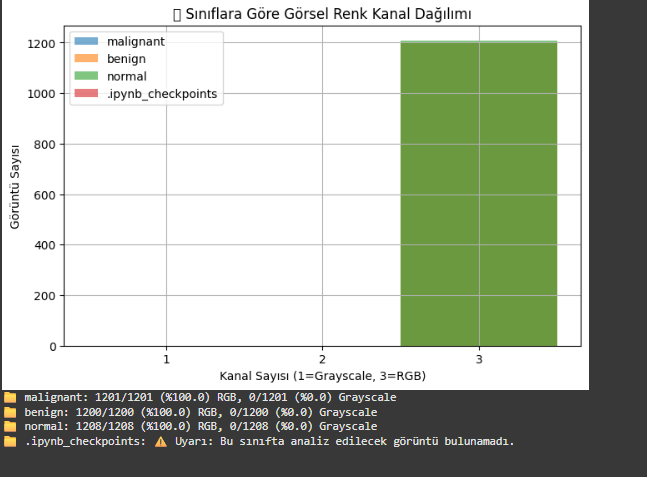 Sınıflara Göre Görsel Renk Kanal Dağılımı
malignant
benign
normal
.ipynb_checkpoints
1200
1000
800
600
400
200
0
Görüntü Sayısı
1 2 3
Kanal Sayısı (1=Grayscale, 3=RGB)
malignant: 1201/1201 (%100.0) RGB, 0/1201 (%0.0) Grayscale
benign: 1200/1200 (%100.0) RGB, 0/1200 (%0.0) Grayscale
normal: 1208/1208 (%100.0) RGB, 0/1208 (%0.0) Grayscale
.ipynb_checkpoints: ⚠️ Uyarı: Bu sınıfta analiz edilecek görüntü bulunamadı.